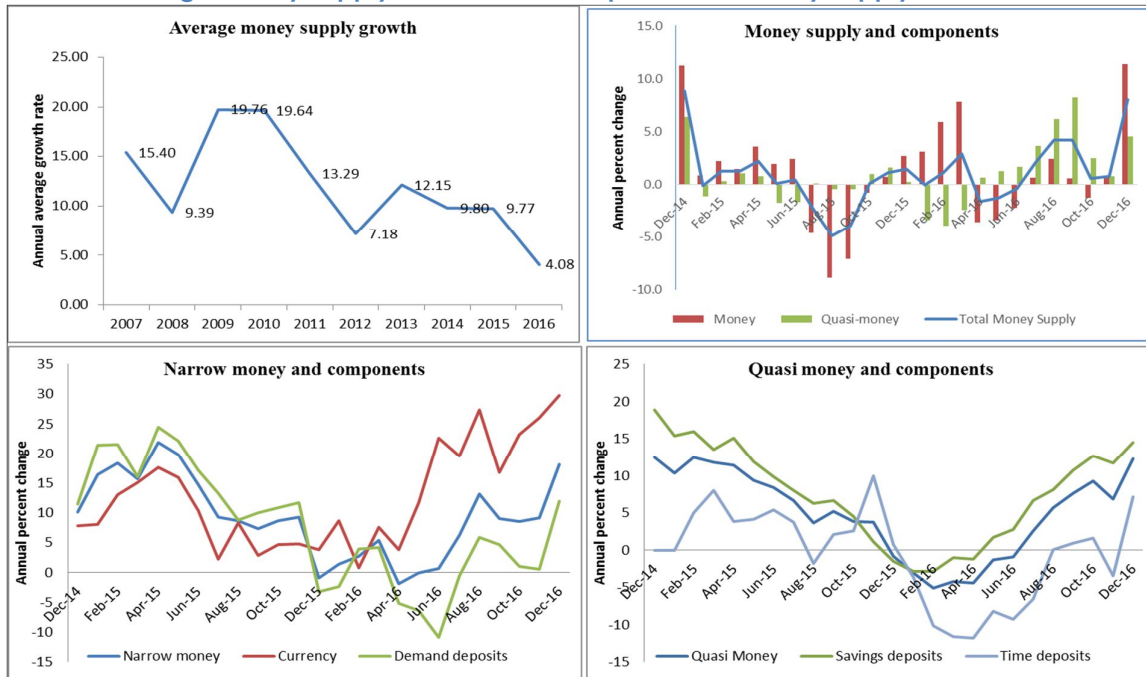 Average money supply growth
Annual average growth rate
25.00
20.00
15.00
10.00
5.00
0.00
15.40
9.39
19.76
19.64
13.29
7.18
12.15
9.80
9.77
4.08
2007 2008 2009 2010 2011 2012 2013 2014 2015 2016
Money supply and components
Annual percent change
15.0
10.0
5.0
0.0
-5.0
-10.0
Dec-14 Feb-15 Apr-15 Jun-15 Aug-15 Oct-15 Dec-15 Feb-16 Apr-16 Jun-16 Aug-16 Oct-16 Dec-16
Money Quasi-money Total Money Supply
Narrow money and components
Annual percent change
35
30
25
20
15
10
5
0
-5
-10
-15
Dec-14 Feb-15 Apr-15 Jun-15 Aug-15 Oct-15 Dec-15 Feb-16 Apr-16 Jun-16 Aug-16 Oct-16 Dec-16
Narrow money Currency Demand deposits
Quasi money and components
Annual percent change
25
20
15
10
5
0
-5
-10
-15
Dec-14 Feb-15 Apr-15 Jun-15 Aug-15 Oct-15 Dec-15 Feb-16 Apr-16 Jun-16 Aug-16 Oct-16 Dec-16
Quasi Money Savings deposits Time deposits